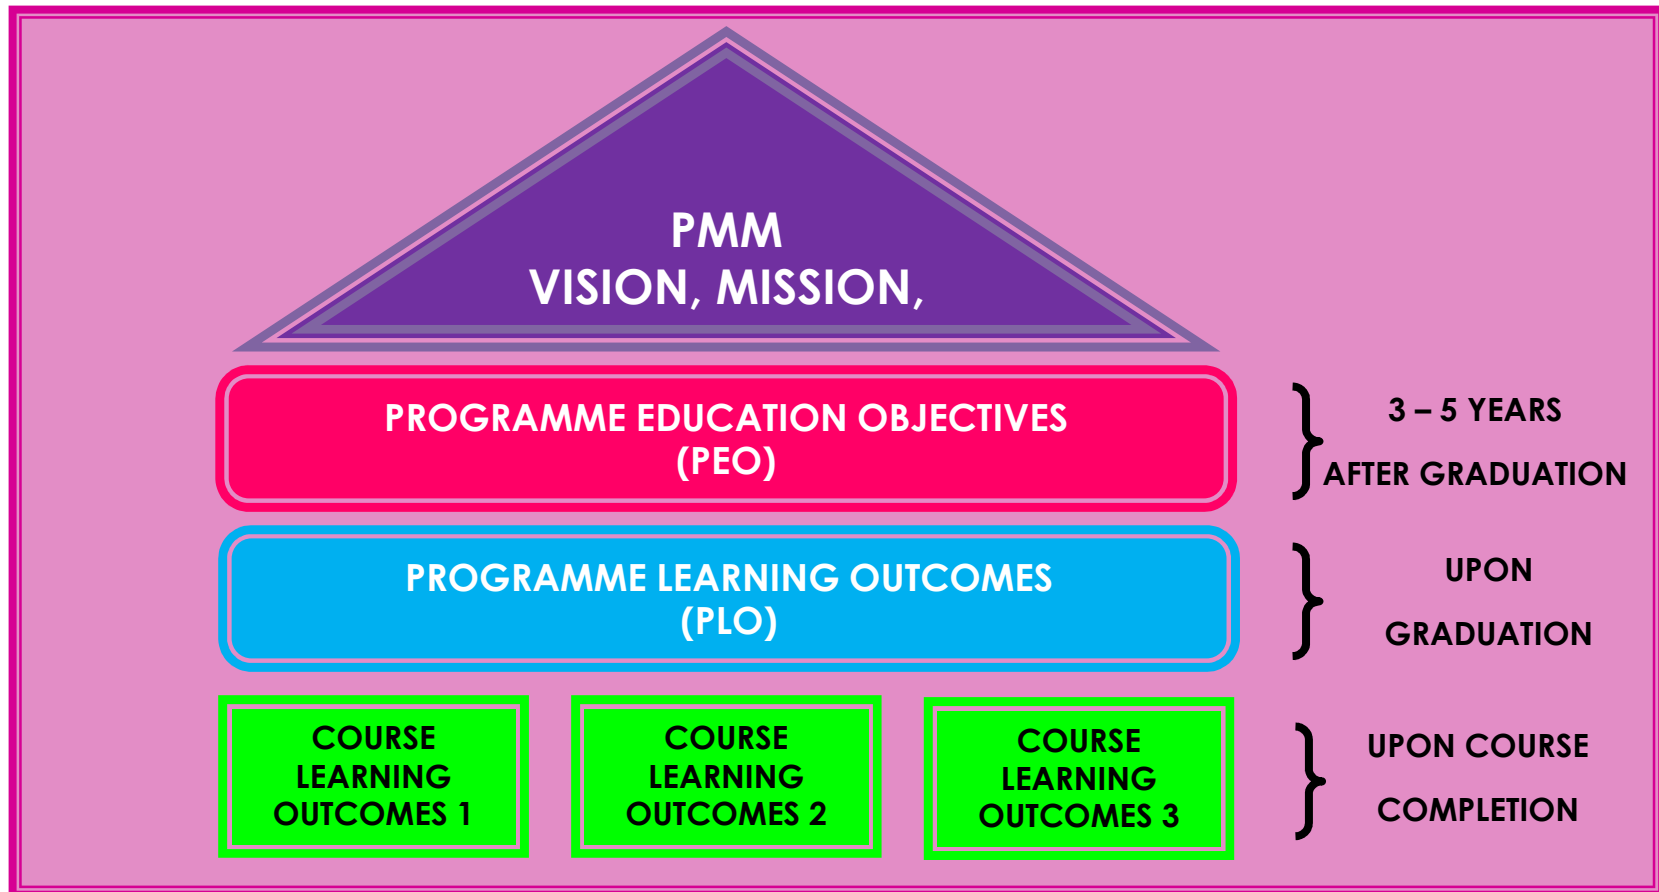 PMM
VISION, MISSION,
PROGRAMME EDUCATION OBJECTIVES
(PEO)
3 – 5 YEARS
AFTER GRADUATION
PROGRAMME LEARNING OUTCOMES
(PLO)
UPON
GRADUATION
COURSE
LEARNING
OUTCOMES 1
COURSE
LEARNING
OUTCOMES 2
COURSE
LEARNING
OUTCOMES 3
UPON COURSE
COMPLETION